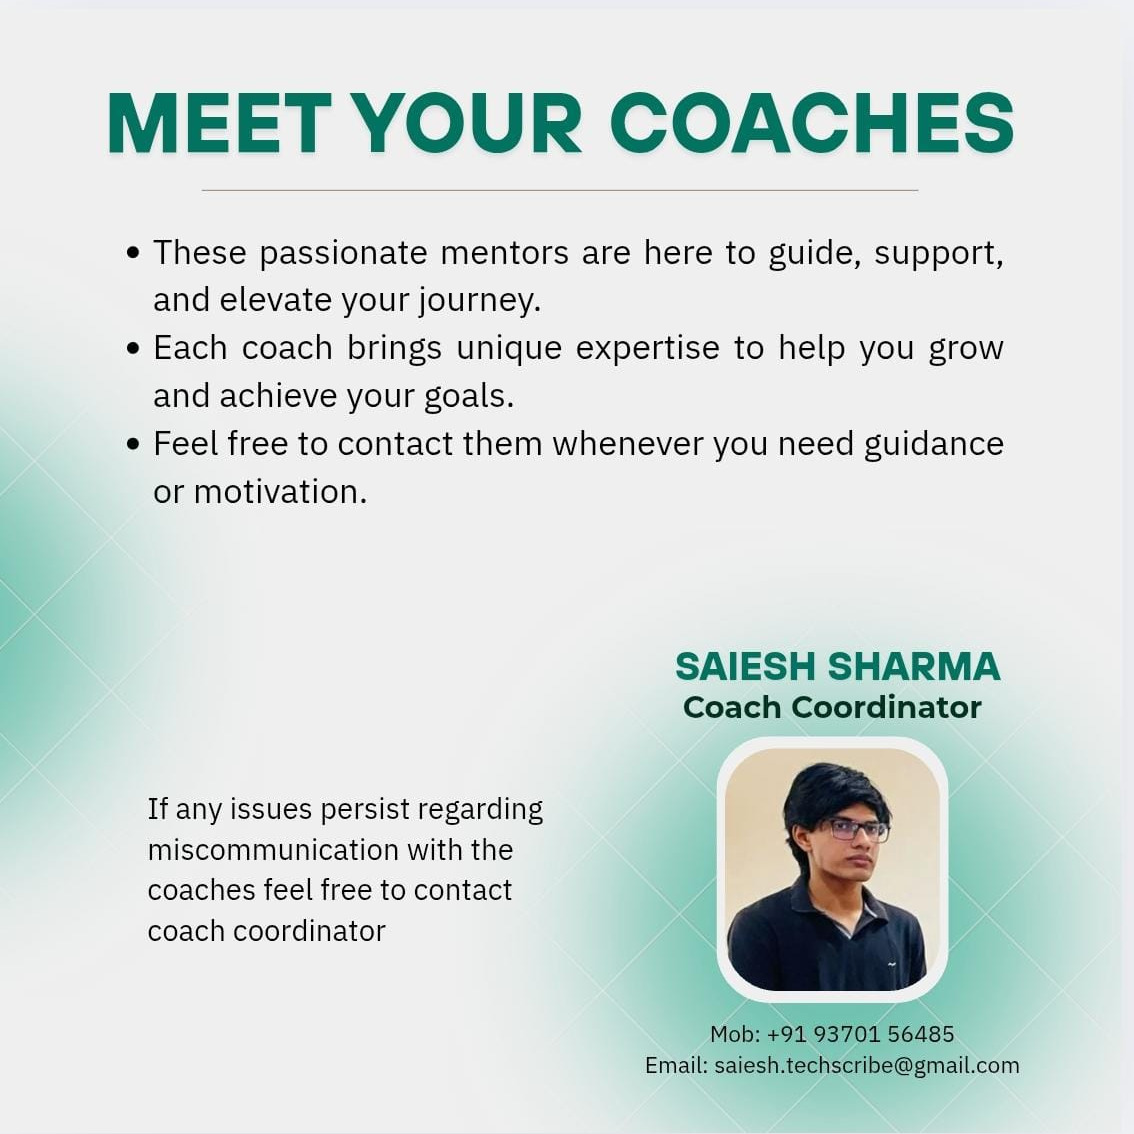 MEET YOUR COACHES
• These passionate mentors are here to guide, support,
and elevate your journey.
• Each coach brings unique expertise to help you grow
and achieve your goals.
• Feel free to contact them whenever you need guidance
or motivation.
SAIESH SHARMA
Coach Coordinator
If any issues persist regarding
miscommunication with the
coaches feel free to contact
coach coordinator
Mob: +91 93701 56485
Email: saiesh.techscribe@gmail.com